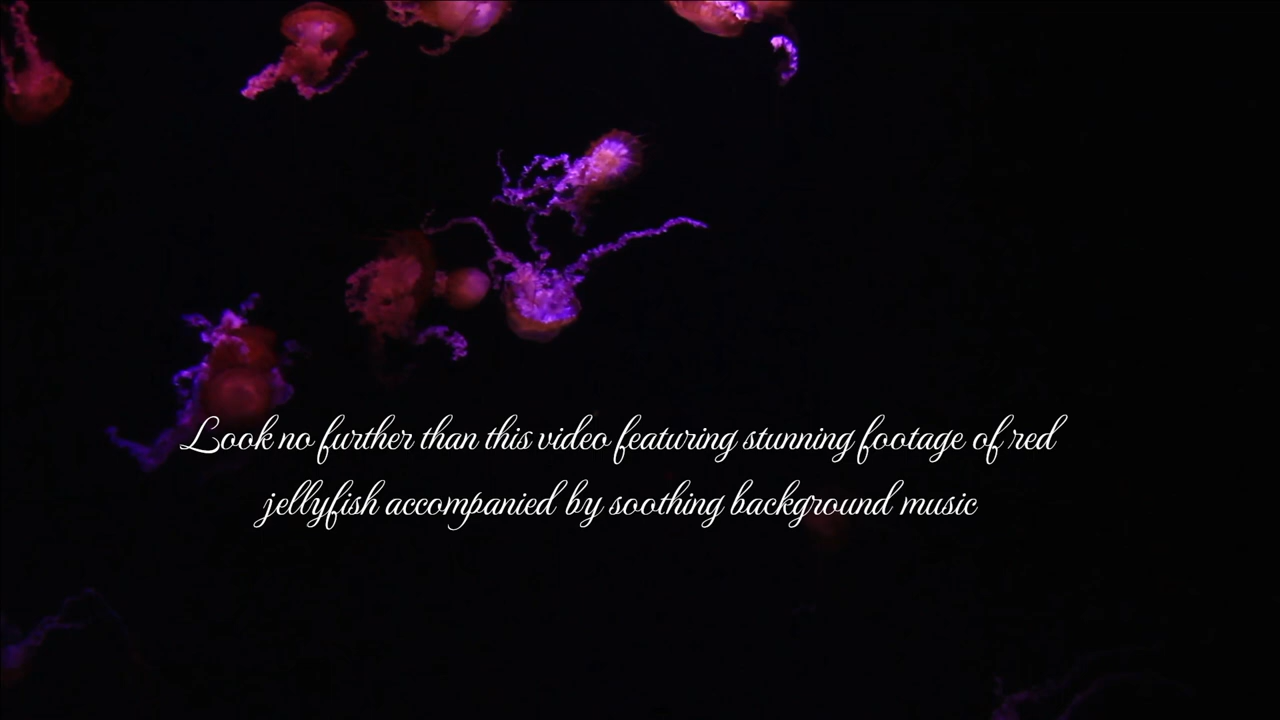 Look no further than this video featuring stunning footage of red
jellyfish accompanied by soothing background music